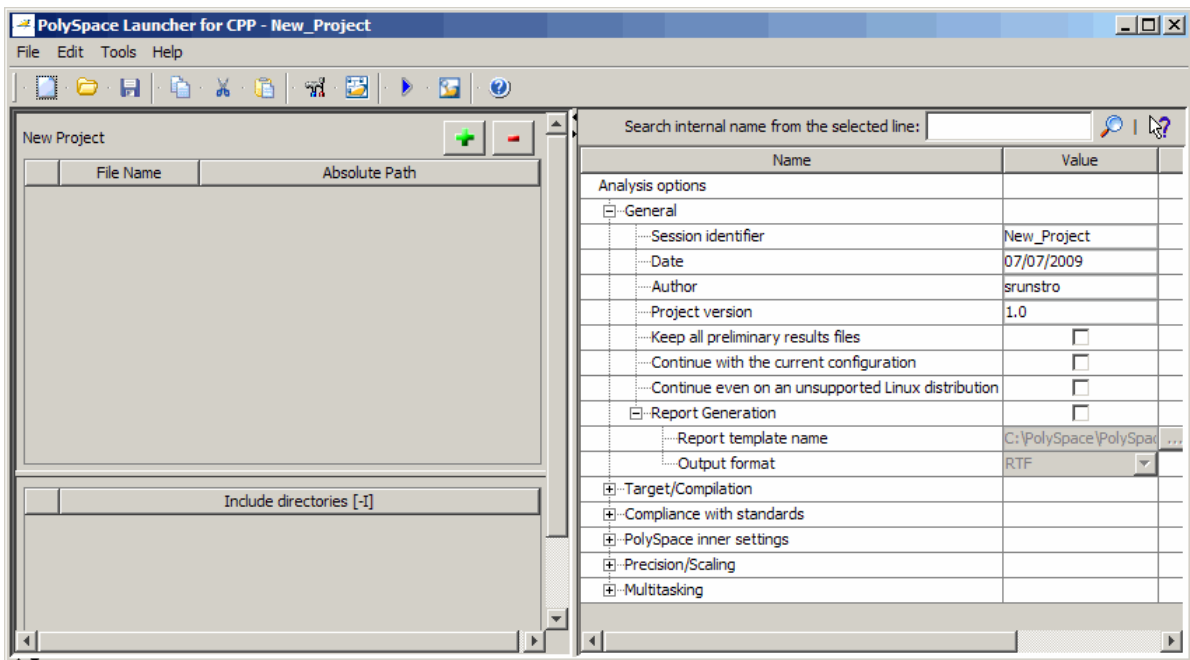 PolySpace Launcher for CPP - New_Project
File Edit Tools Help
New Project
File Name Absolute Path
Include directories [-I]
Search internal name from the selected line:
Name Value
Analysis options
General
Session identifier New_Project
Date 07/07/2009
Author srunstro
Project version 1.0
Keep all preliminary results files
Continue with the current configuration
Continue even on an unsupported Linux distribution
Report Generation
Report template name C:\PolySpace\PolySpac ...
Output format RTF
Target/Compilation
Compliance with standards
PolySpace inner settings
Precision/Scaling
Multitasking